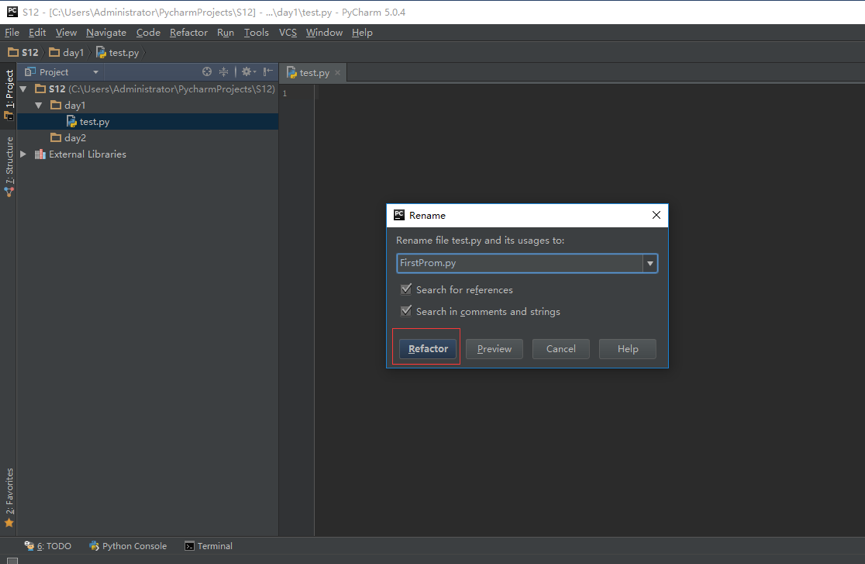 S12 - [C:\Users\Administrator\PycharmProjects\S12] - ...\day1\test.py - PyCharm 5.0.4
File Edit View Navigate Code Refactor Run Tools VCS Window Help
S12 day1 test.py
1: Project
Project
test.py
S12 (C:\Users\Administrator\PycharmProjects\S12)
1
day1
test.py
day2
External Libraries
7: Structure
PC Rename
Rename file test.py and its usages to:
FirstProm.py
Search for references
Search in comments and strings
Refactor Preview Cancel Help
2: Favorites
6: TODO Python Console Terminal